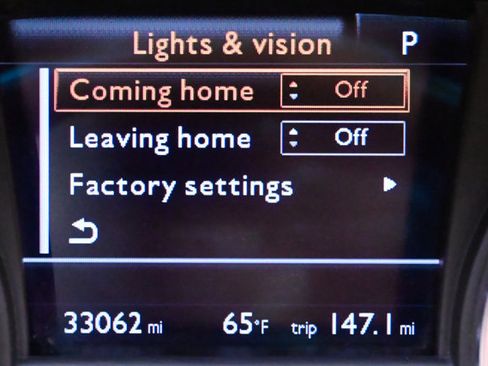 Lights & vision P
Coming home Off
Leaving home Off
Factory settings
33062 mi 65°F trip 147.1 mi